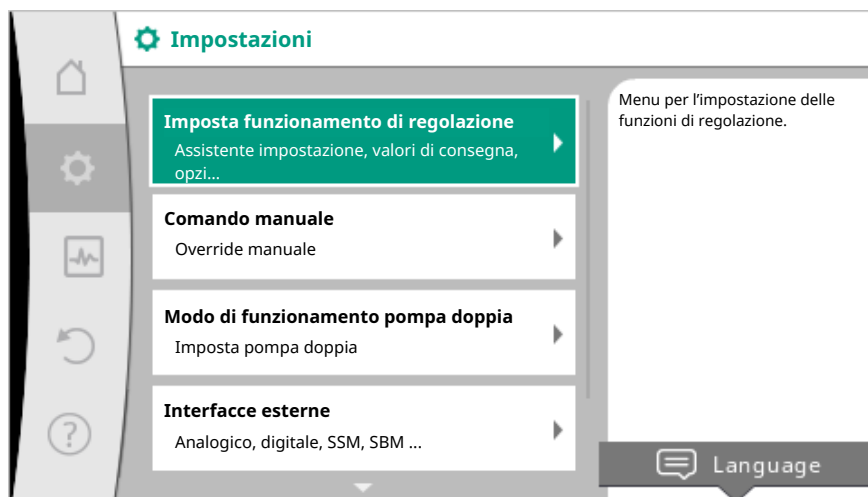 Impostazioni
Imposta funzionamento di regolazione
Assistente impostazione, valori di consegna,
opzi...
Comando manuale
Override manuale
Modo di funzionamento pompa doppia
Imposta pompa doppia
Interfacce esterne
Analogico, digitale, SSM, SBM ...
Menu per l’impostazione delle
funzioni di regolazione.
Language